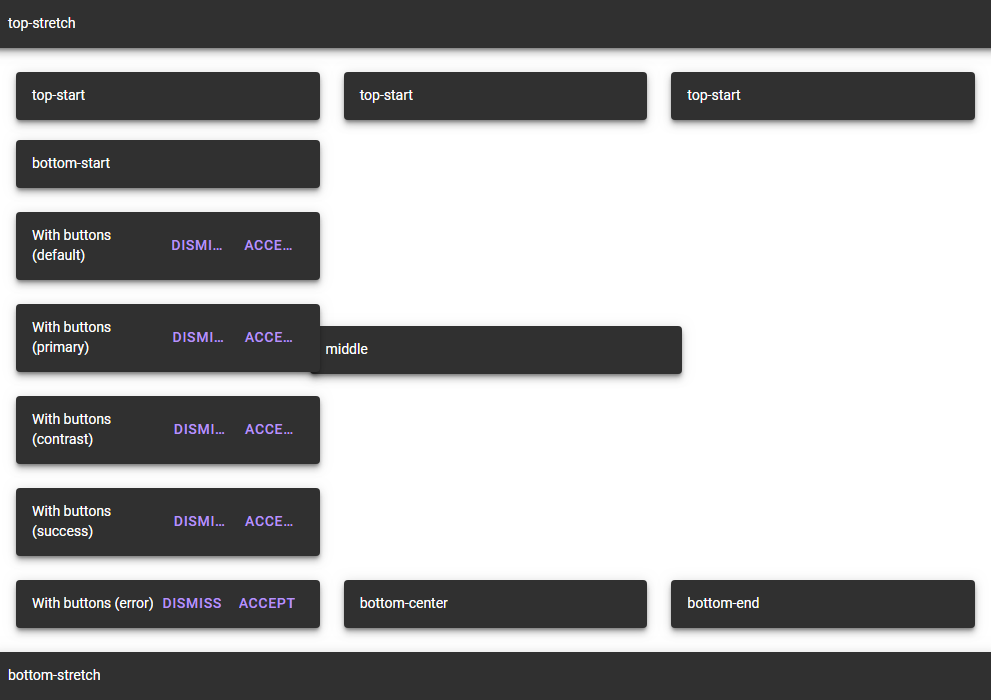 top-stretch
top-start
top-start
top-start
bottom-start
With buttons
(default)
DISMI...
ACCE...
With buttons
(primary)
DISMI...
ACCE...
middle
With buttons
(contrast)
DISMI...
ACCE...
With buttons
(success)
DISMI...
ACCE...
With buttons (error)
DISMISS
ACCEPT
bottom-center
bottom-end
bottom-stretch